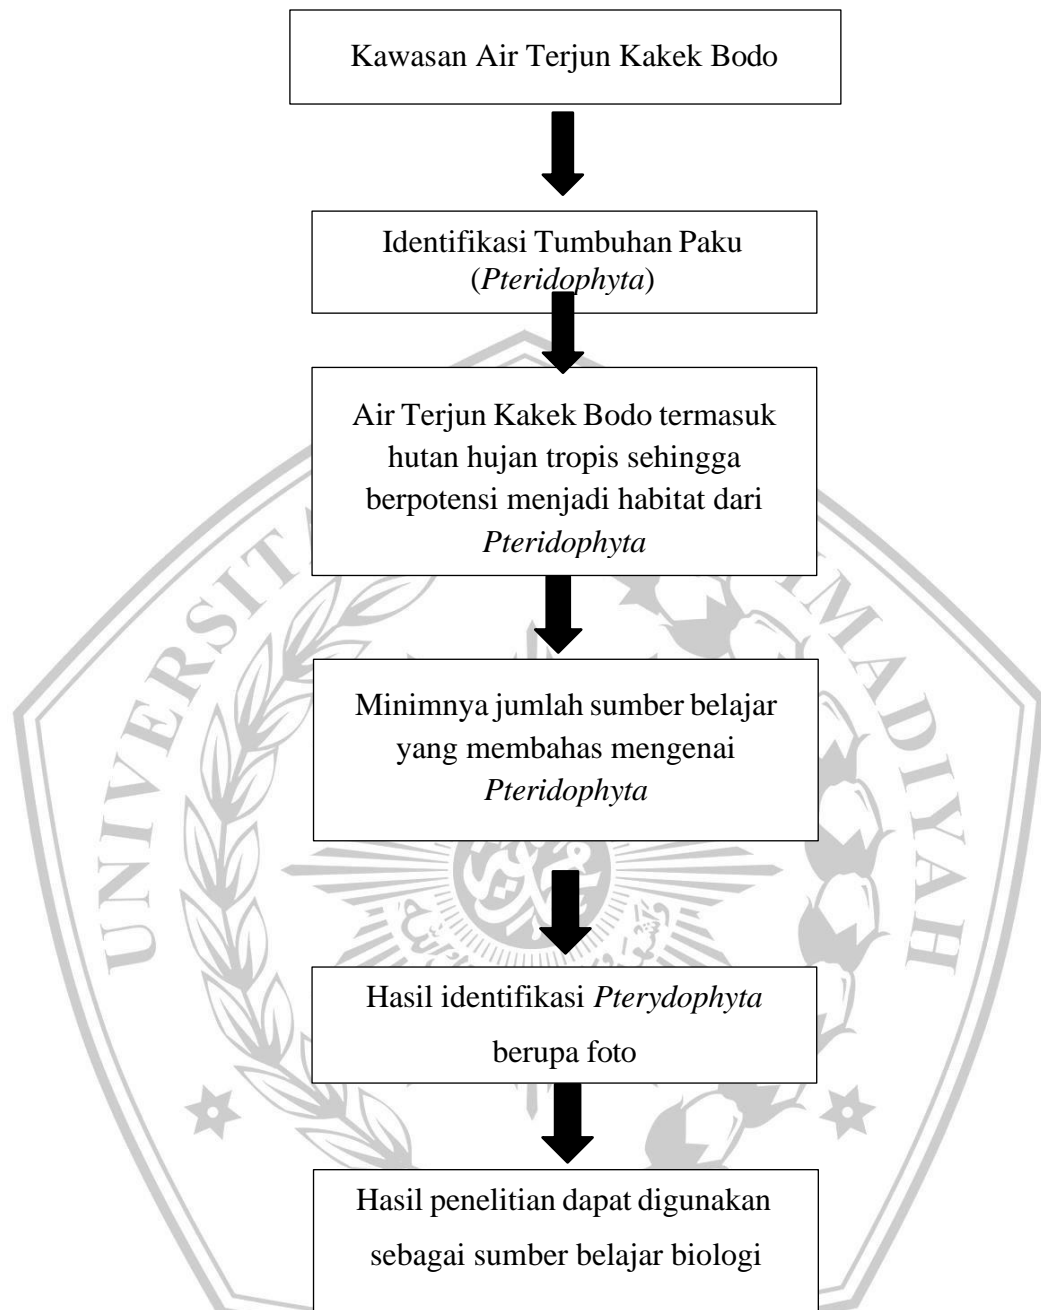 Kawasan Air Terjun Kakek Bodo
Identifikasi Tumbuhan Paku
(Pteridophyta)
Air Terjun Kakek Bodo termasuk
hutan hujan tropis sehingga
berpotensi menjadi habitat dari
Pteridophyta
Minimnya jumlah sumber belajar
yang membahas mengenai
Pteridophyta
Hasil identifikasi Pterydophyta
berupa foto
Hasil penelitian dapat digunakan
sebagai sumber belajar biologi